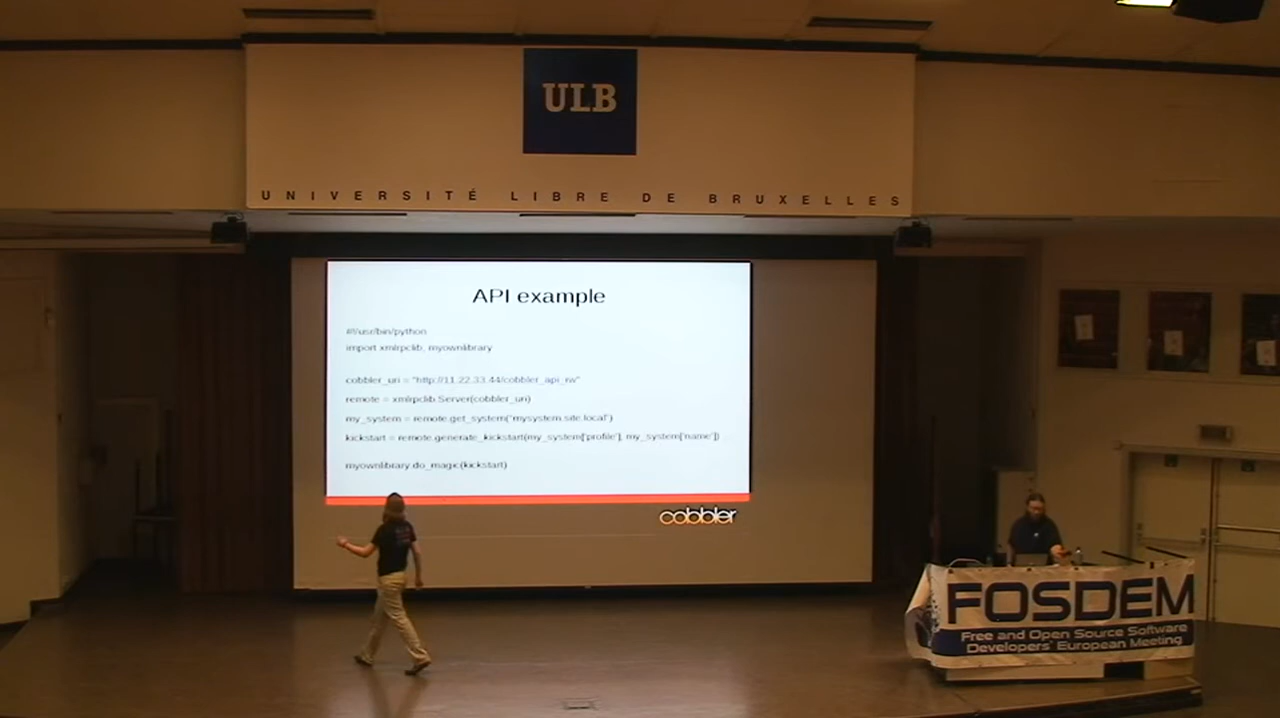 ULB
UNIVERSITÉ LIBRE DE BRUXELLES
API example
#!/usr/bin/python
import xmlrpclib, myownlibrary
cobbler_uri = "http://11.22.33.44/cobbler_api_rw"
remote = xmlrpclib.Server(cobbler_uri)
my_system = remote.get_system("mysystem.site.local")
kickstart = remote.generate_kickstart(my_system['profile'], my_system['name'])
myownlibrary.do_magic(kickstart)
cobbler
FOSDEM
Free and Open Source Software
Developers' European Meeting